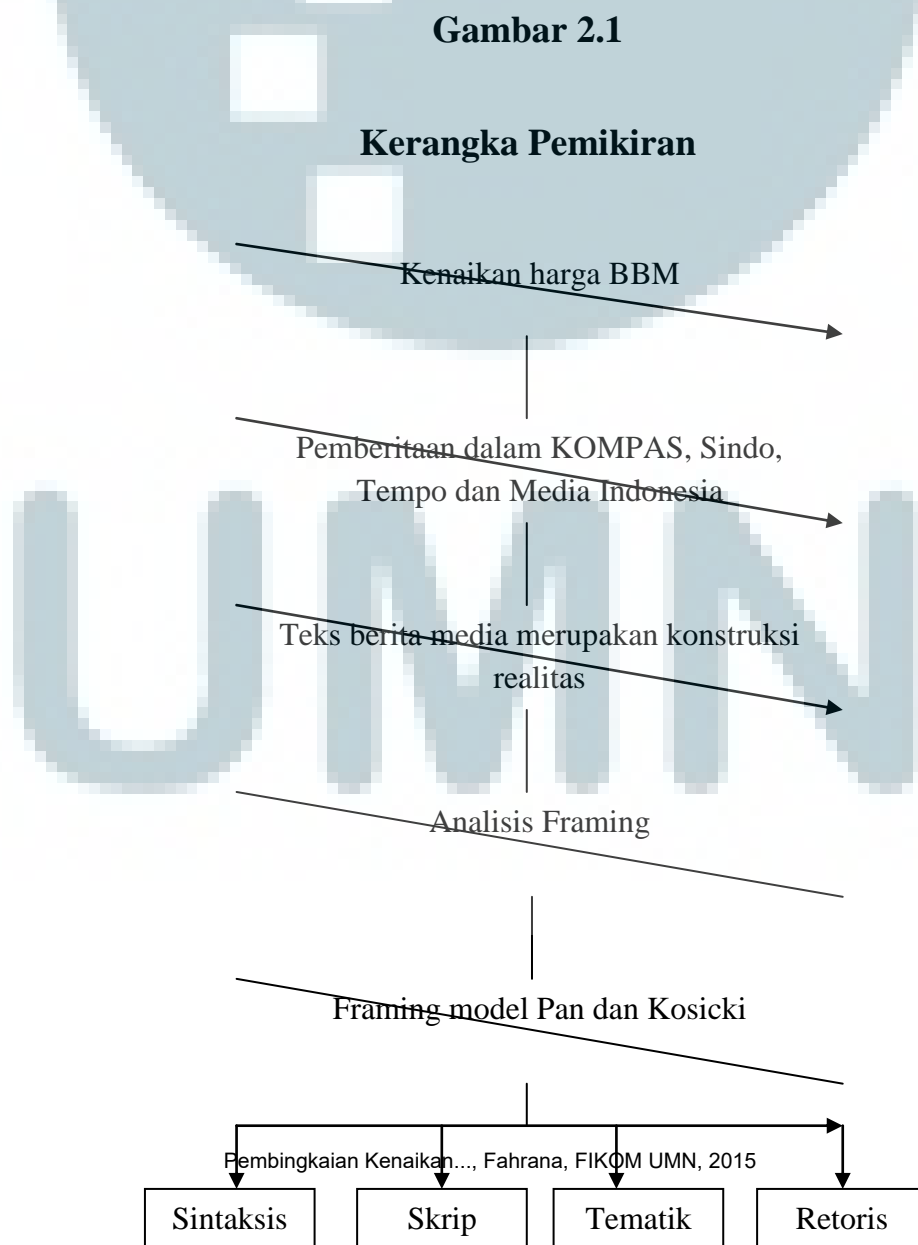 Gambar 2.1
Kerangka Pemikiran
Kenaikan harga BBM
Pemberitaan dalam KOMPAS, Sindo,
Tempo dan Media Indonesia
Teks berita media merupakan konstruksi
realitas
Analisis Framing
Framing model Pan dan Kosicki
Pembingkaian Kenaikan..., Fahrana, FIKOM UMN, 2015
Sintaksis Skrip Tematik Retoris
UMN